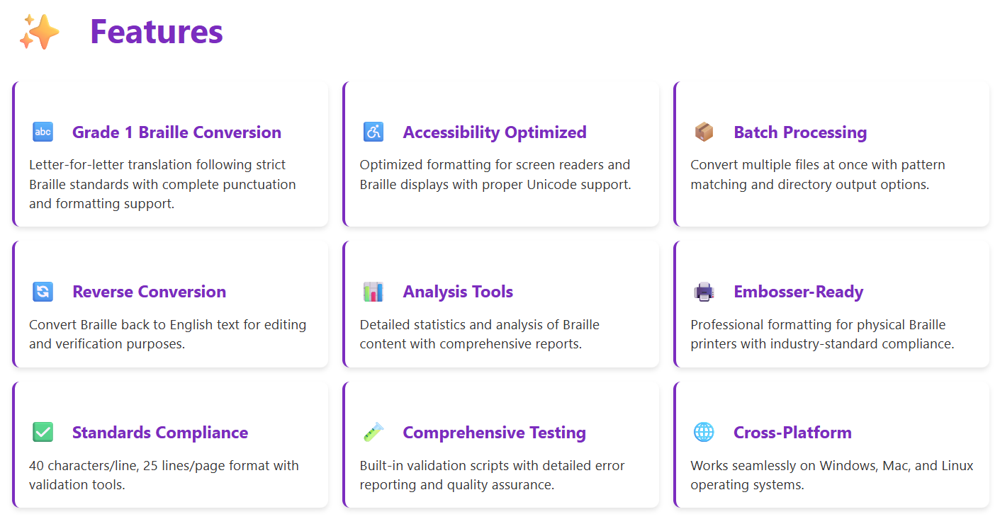 Features
abc
Grade 1 Braille Conversion
Letter-for-letter translation following strict
Braille standards with complete punctuation
and formatting support.
Accessibility Optimized
Optimized formatting for screen readers and
Braille displays with proper Unicode support.
Batch Processing
Convert multiple files at once with pattern
matching and directory output options.
Reverse Conversion
Convert Braille back to English text for editing
and verification purposes.
Analysis Tools
Detailed statistics and analysis of Braille
content with comprehensive reports.
Embosser-Ready
Professional formatting for physical Braille
printers with industry-standard compliance.
Standards Compliance
40 characters/line, 25 lines/page format with
validation tools.
Comprehensive Testing
Built-in validation scripts with detailed error
reporting and quality assurance.
Cross-Platform
Works seamlessly on Windows, Mac, and Linux
operating systems.